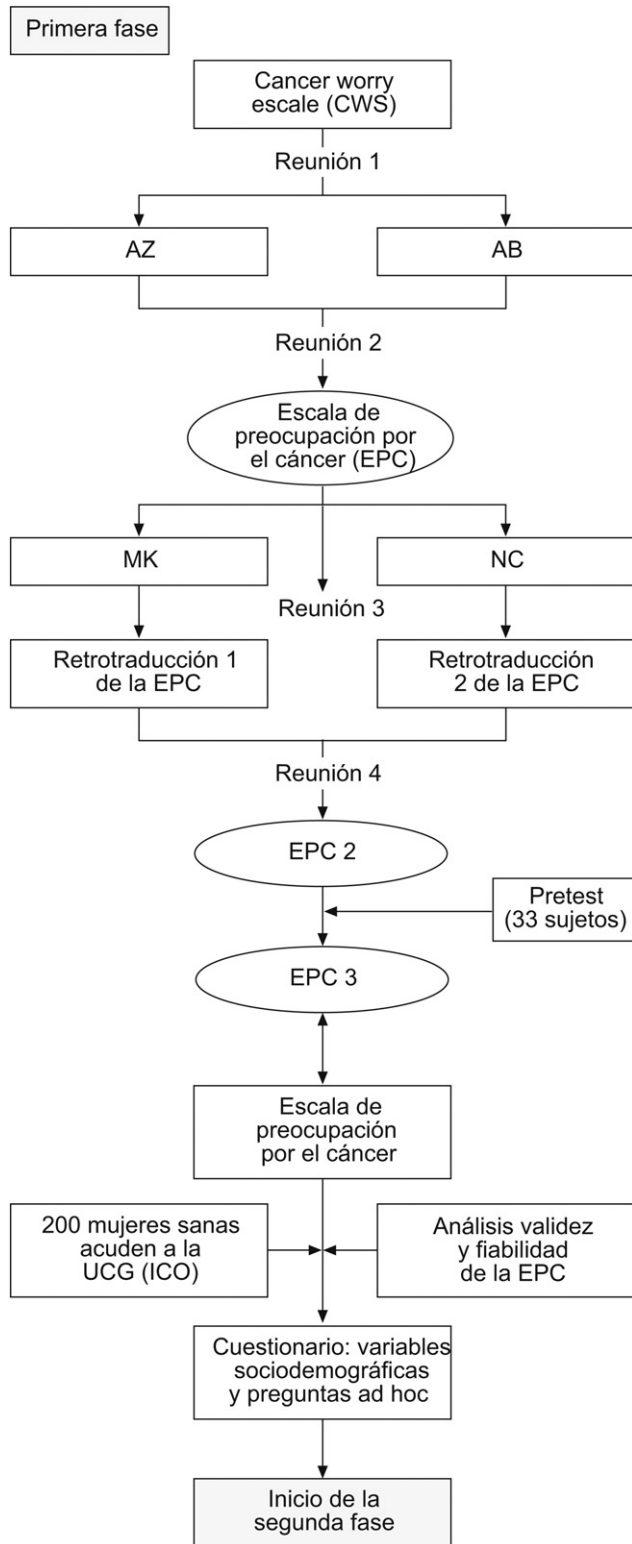 Primera fase
Cancer worry
escale (CWS)
Reunión 1
AZ
AB
Reunión 2
Escala de
preocupación por
el cáncer (EPC)
MK
NC
Reunión 3
Retrotraducción 1
de la EPC
Retrotraducción
2 de la EPC
Reunión 4
EPC 2
Pretest
(33 sujetos)
EPC 3
Escala de
preocupación
por el cáncer
200 mujeres sanas
acuden a la
UCG (ICO)
Análisis validez
y fiabilidad
de la EPC
Cuestionario: variables
sociodemográficas
y preguntas ad hoc
Inicio de la
segunda fase